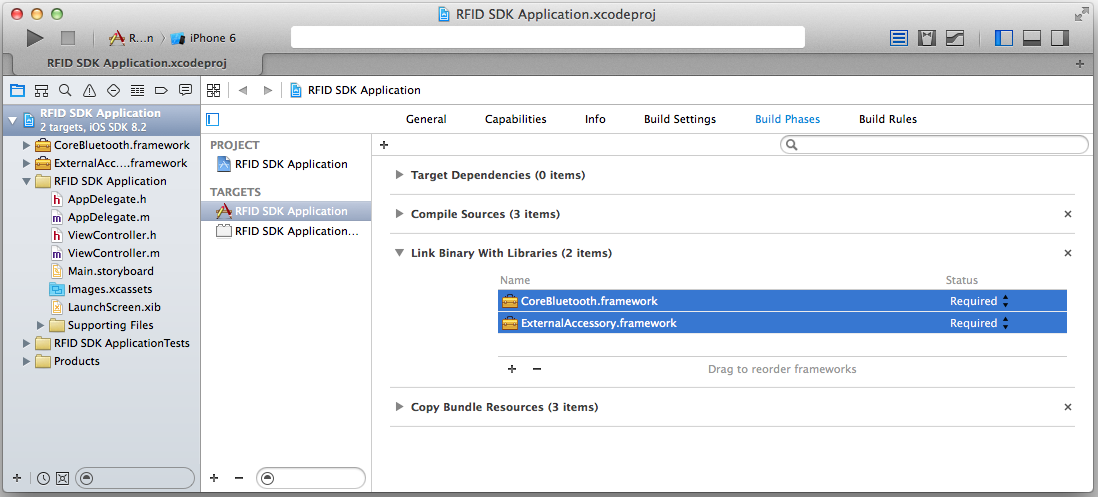 RFID SDK Application.xcodeproj
R...n
iPhone 6
RFID SDK Application.xcodeproj
RFID SDK Application
2 targets, iOS SDK 8.2
CoreBluetooth.framework
ExternalAcc....framework
RFID SDK Application
AppDelegate.h
AppDelegate.m
ViewController.h
ViewController.m
Main.storyboard
Images.xcassets
LaunchScreen.xib
Supporting Files
RFID SDK ApplicationTests
Products
RFID SDK Application
General Capabilities Info Build Settings Build Phases Build Rules
PROJECT
RFID SDK Application
TARGETS
RFID SDK Application
RFID SDK Application...
Target Dependencies (0 items)
Compile Sources (3 items)
Link Binary With Libraries (2 items)
Name Status
CoreBluetooth.framework Required
ExternalAccessory.framework Required
Drag to reorder frameworks
Copy Bundle Resources (3 items)